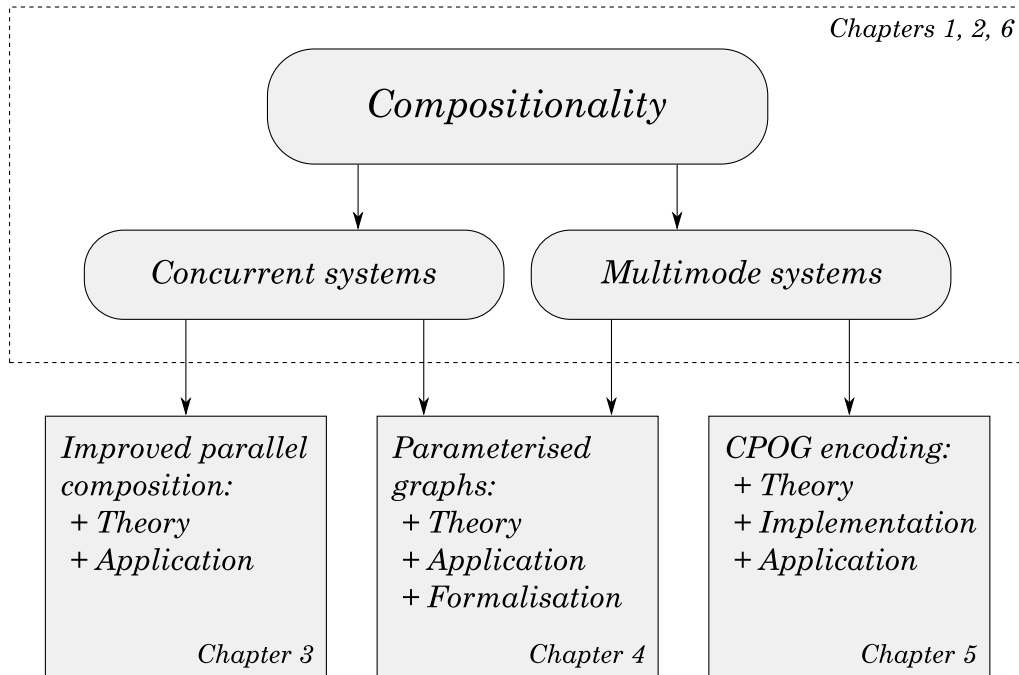 Chapters 1, 2, 6
Compositionality
Concurrent systems
Multimode systems
Improved parallel
composition:
+ Theory
+ Application
Chapter 3
Parameterised
graphs:
+ Theory
+ Application
+ Formalisation
Chapter 4
CPOG encoding:
+ Theory
+ Implementation
+ Application
Chapter 5